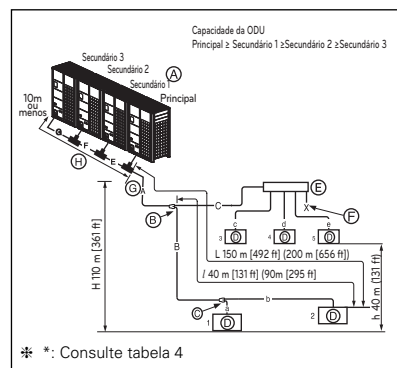 Capacidade da ODU
Principal ≥ Secundário 1 ≥Secundário 2 ≥Secundário 3
Secundário 3
Secundário 2
Secundário 1
A
Principal
10m
ou
menos
G
F
E
H
G
A
B
C
E
X
F
c
d
e
3 D
4 D
5 D
H 110 m [361 ft]
B
L 150 m [492 ft] (200 m [656 ft])
l 40 m [131 ft] (90m [295 ft]
h 40 m (131 ft)
C
a
b
1 D
2 D
*: Consulte tabela 4